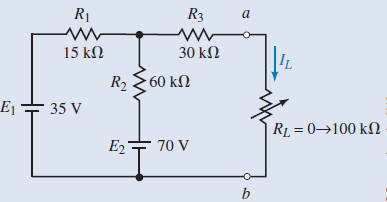 R1 R3 a
15 kΩ 30 kΩ
IL
R2 60 kΩ
E1 35 V
RL = 0→100 kΩ
E2 70 V
b